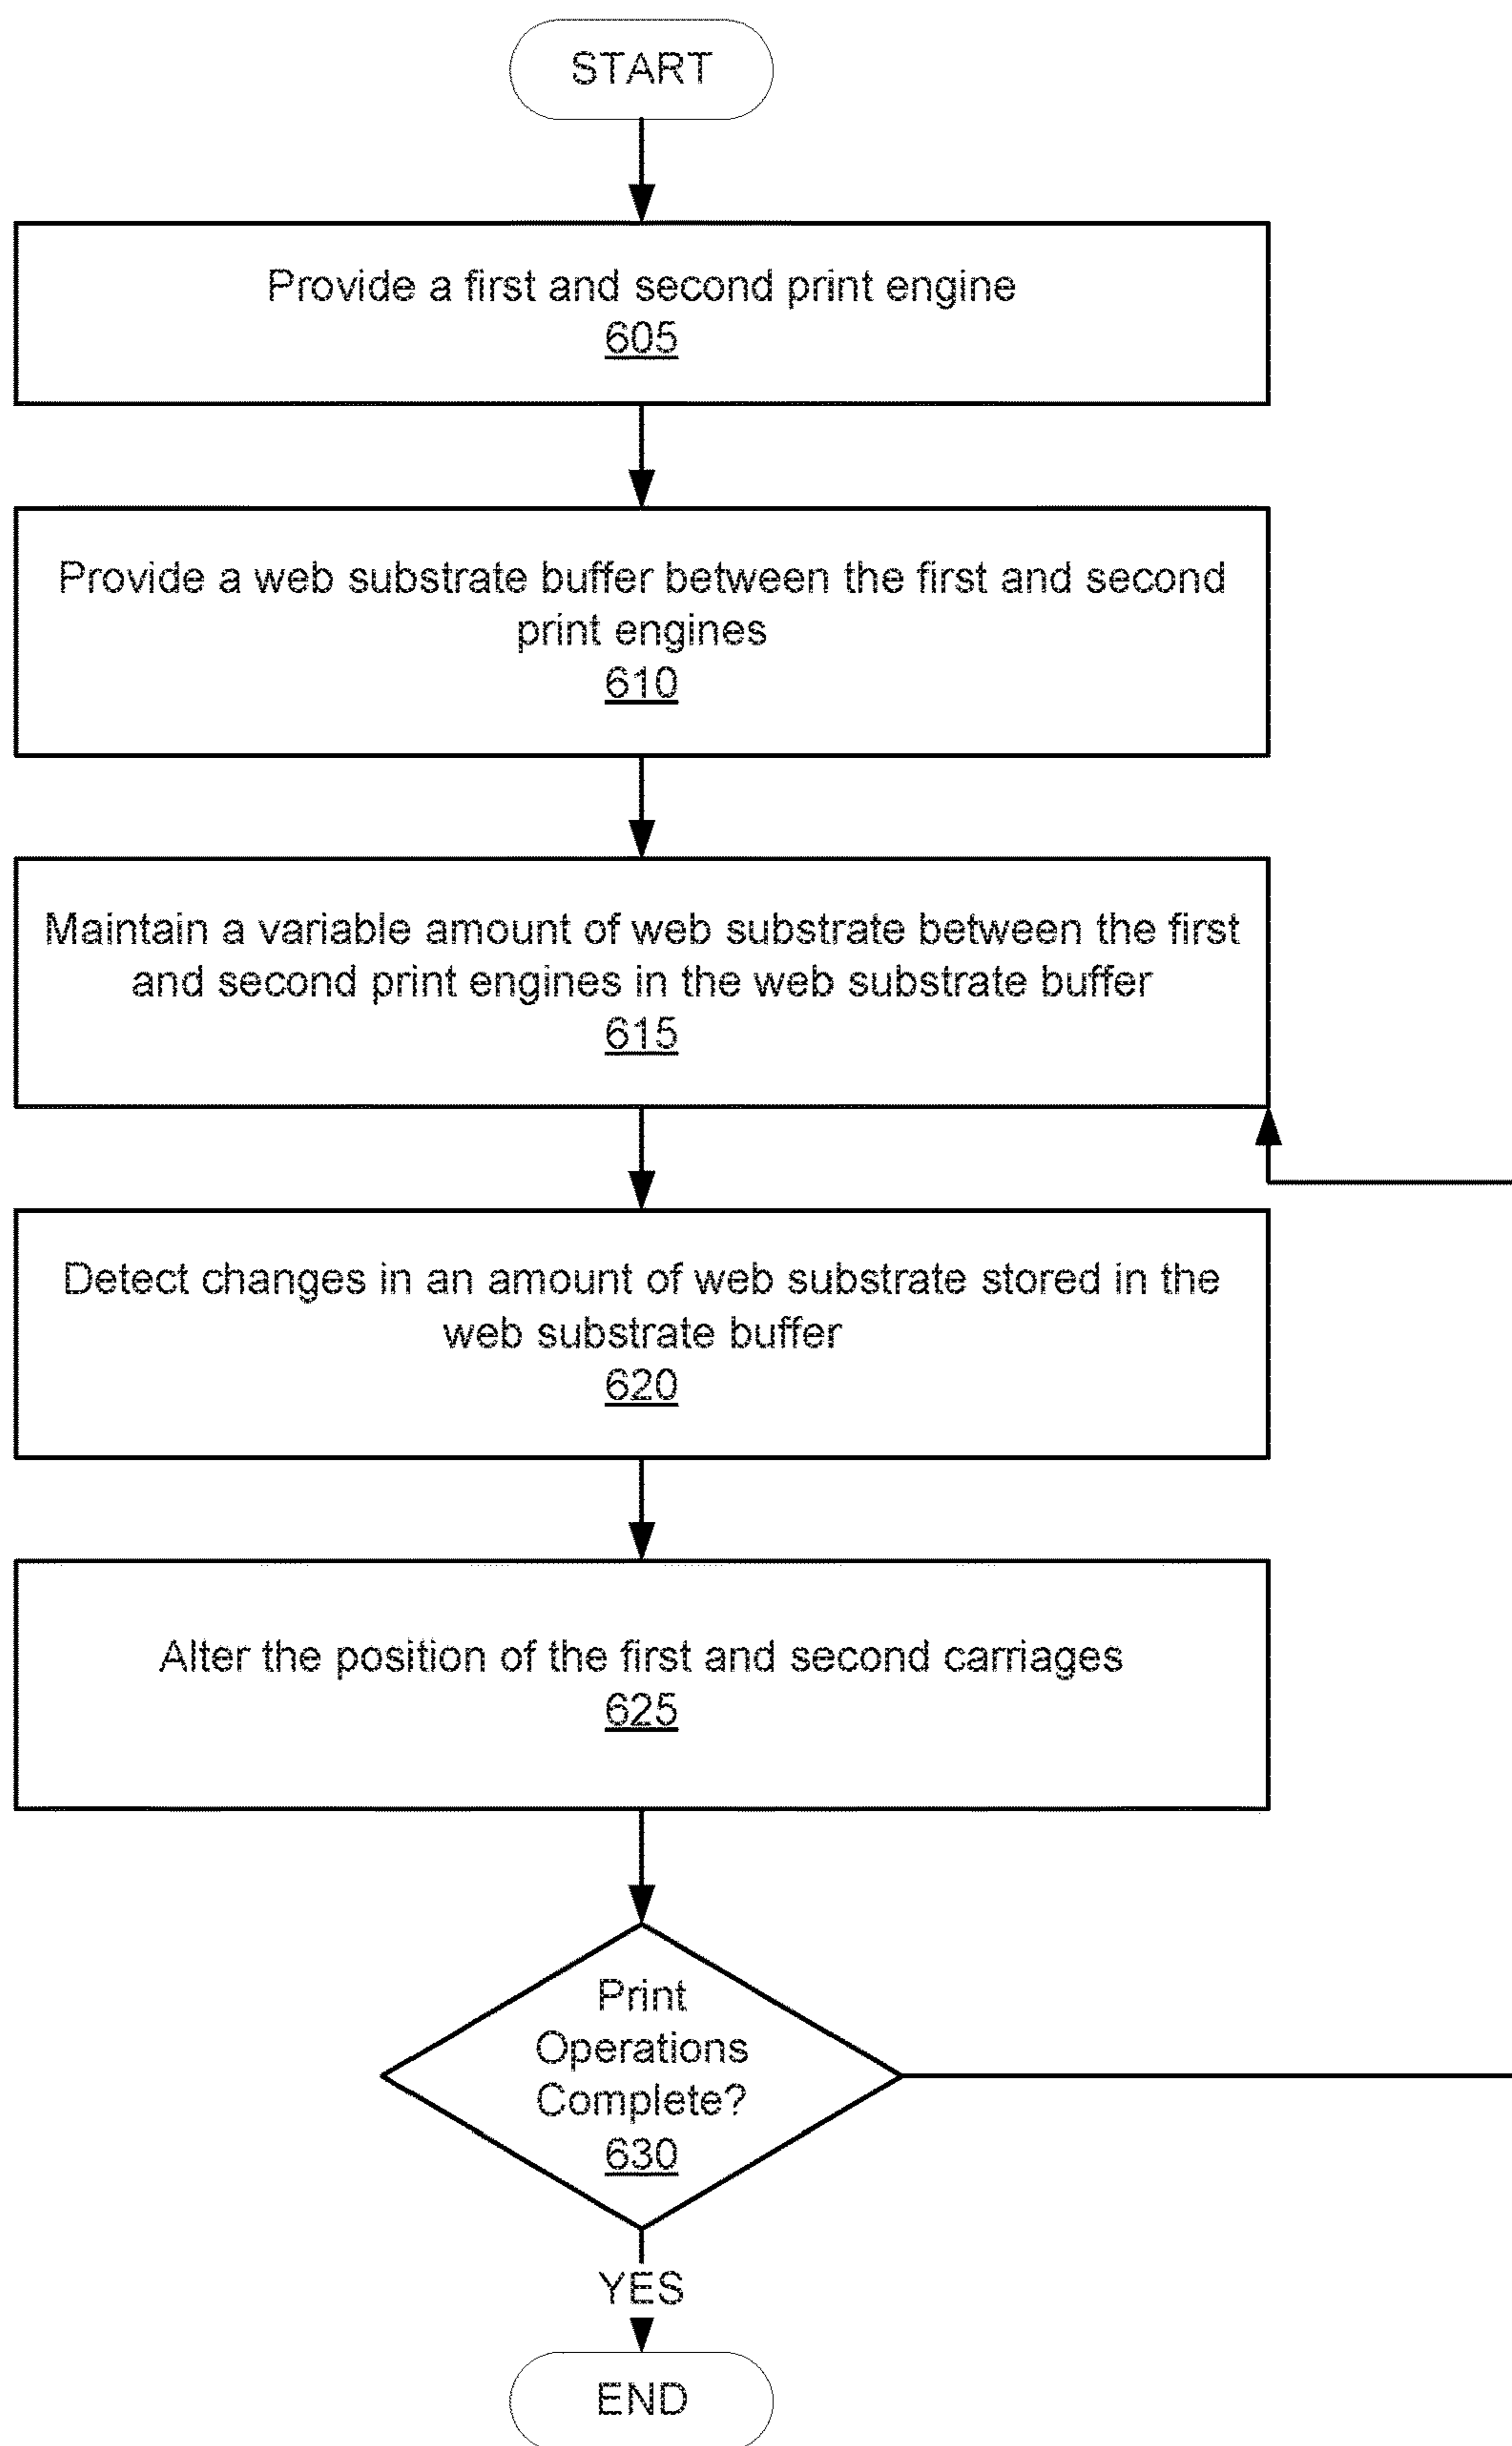 START
Provide a first and second print engine
605
Provide a web substrate buffer between the first and second
print engines
610
Maintain a variable amount of web substrate between the first
and second print engines in the web substrate buffer
615
Detect changes in an amount of web substrate stored in the
web substrate buffer
620
Alter the position of the first and second carriages
625
Print
Operations
Complete?
630
YES
END